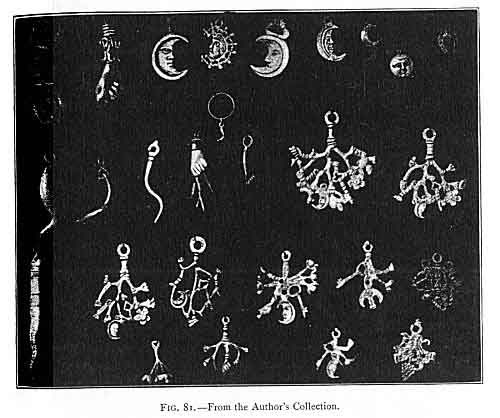 FIG. 81.—From the Author's Collection.